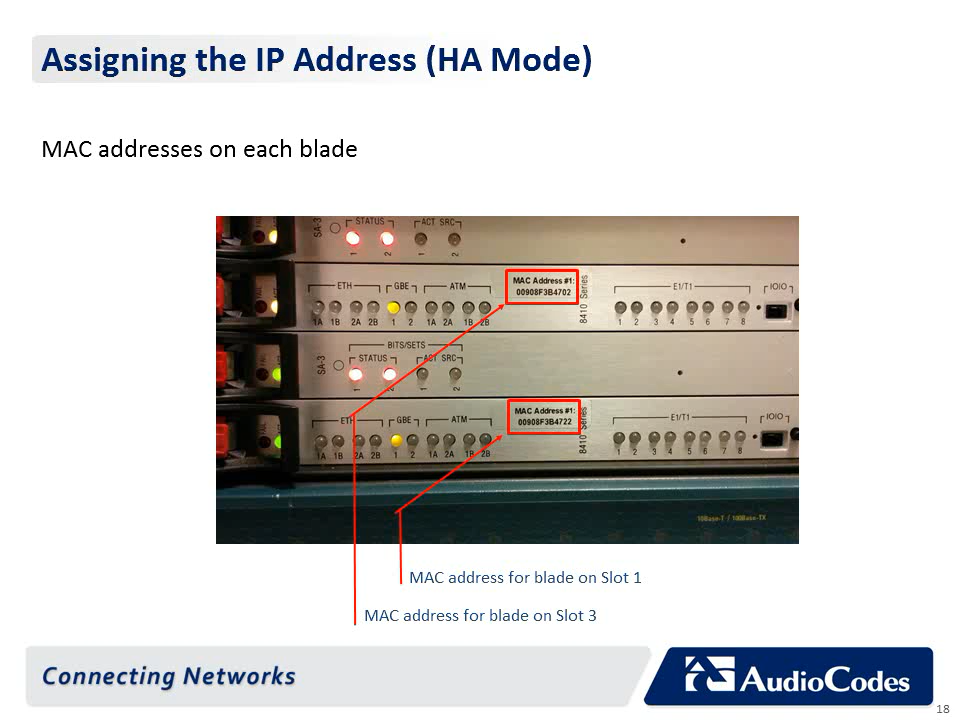 Assigning the IP Address (HA Mode)
MAC addresses on each blade
SA-3
STATUS
ACT SRC
1 2 1 2
ETH GBE ATM
MAC Address #1:
00908F3B4702
8410 Series
E1/T1
IOIO
1A 1B 2A 2B 1 2 1A 2A 1B 2B
1 2 3 4 5 6 7 8
BITS/SETS
SA-3
STATUS
ACT SRC
1 2
ETH GBE ATM
MAC Address #1:
00908F3B4722
8410 Series
E1/T1
IOIO
1A 1B 2A 2B 1 2 1A 2A 1B 2B
1 2 3 4 5 6 7 8
10Base-T / 100Base-TX
MAC address for blade on Slot 1
MAC address for blade on Slot 3
Connecting Networks
AudioCodes
18